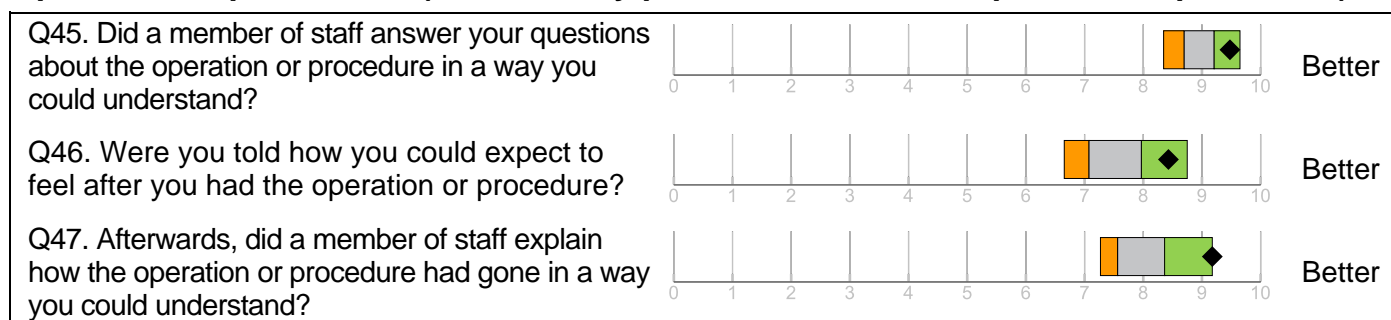 Q45. Did a member of staff answer your questions
about the operation or procedure in a way you
could understand?
0 1 2 3 4 5 6 7 8 9 10
Better
Q46. Were you told how you could expect to
feel after you had the operation or procedure?
0 1 2 3 4 5 6 7 8 9 10
Better
Q47. Afterwards, did a member of staff explain
how the operation or procedure had gone in a way
you could understand?
0 1 2 3 4 5 6 7 8 9 10
Better